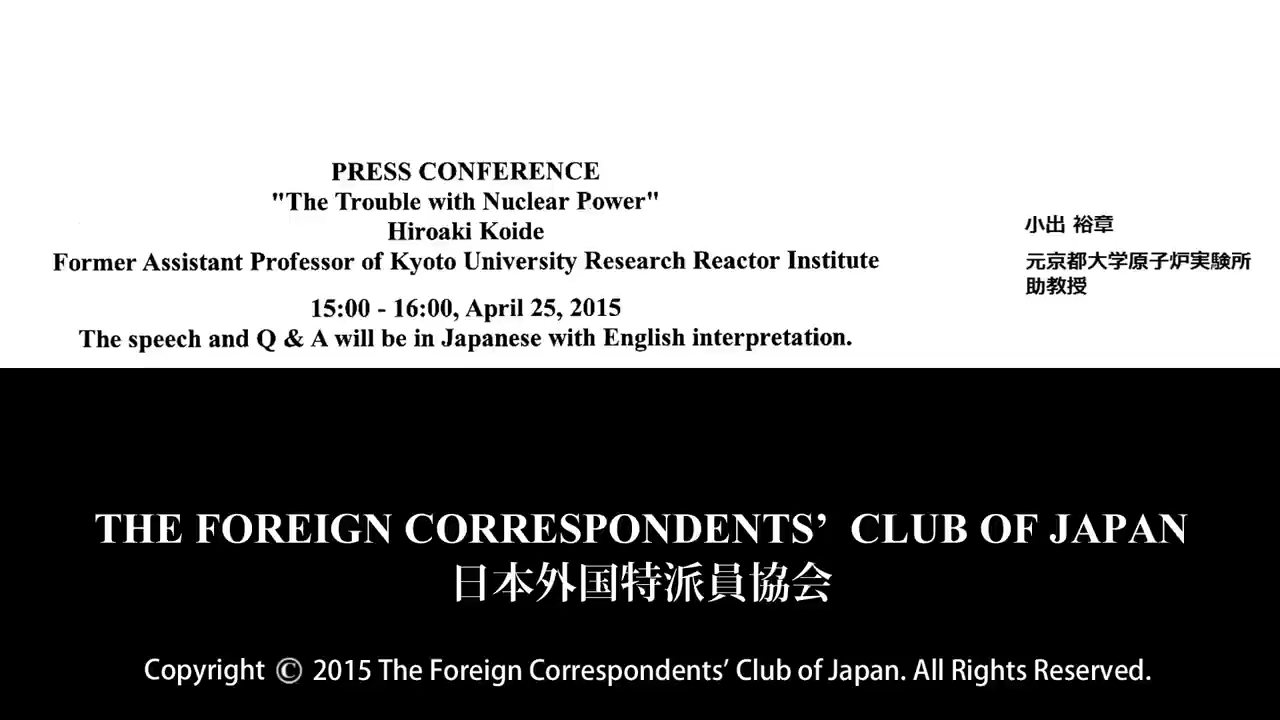 PRESS CONFERENCE
"The Trouble with Nuclear Power"
Hiroaki Koide
Former Assistant Professor of Kyoto University Research Reactor Institute
15:00 - 16:00, April 25, 2015
The speech and Q & A will be in Japanese with English interpretation.
小出 裕章
元京都大学原子炉実験所
助教授
THE FOREIGN CORRESPONDENTS’ CLUB OF JAPAN
日本外国特派員協会
Copyright © 2015 The Foreign Correspondents’ Club of Japan. All Rights Reserved.